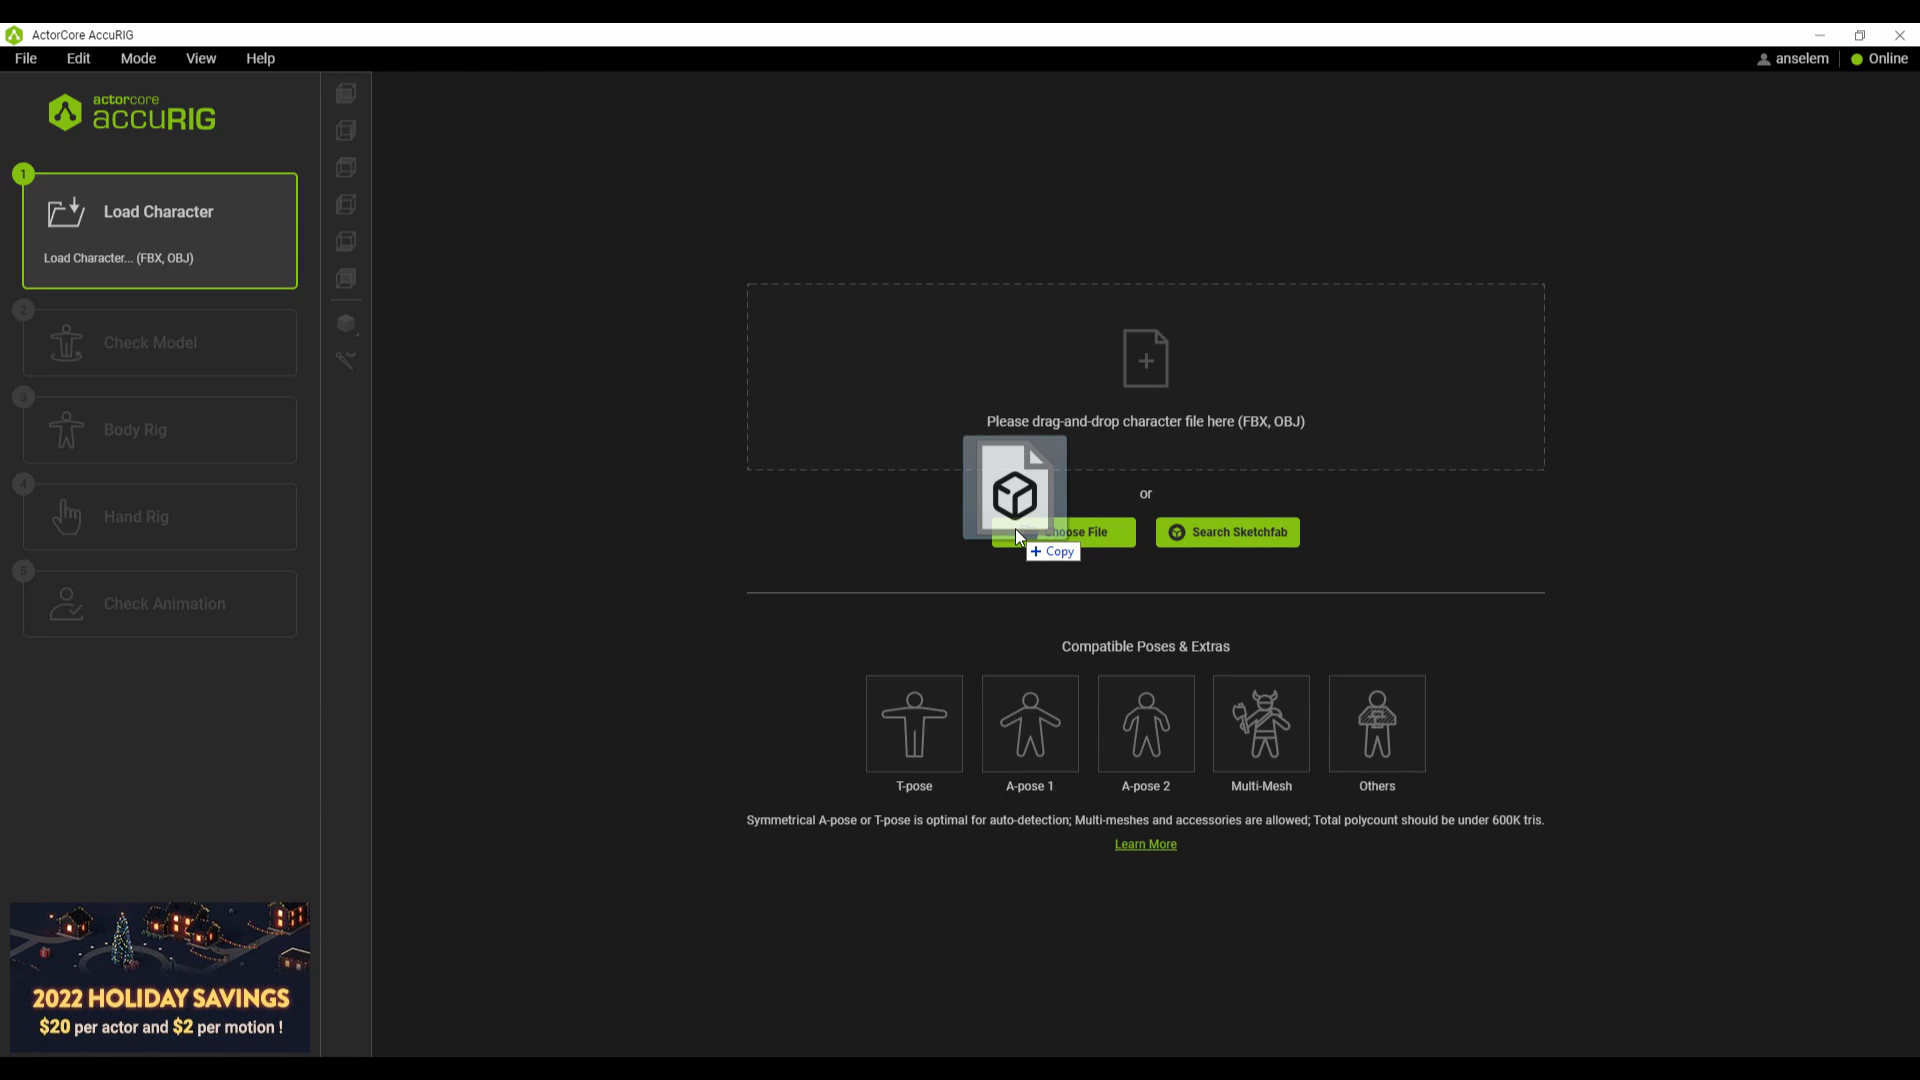 ActorCore AccuRIG
File Edit Mode View Help
anselem Online
actorcore
accuRIG
1
Load Character
Load Character... (FBX, OBJ)
2
Check Model
3
Body Rig
4
Hand Rig
5
Check Animation
2022 HOLIDAY SAVINGS
$20 per actor and $2 per motion !
Please drag-and-drop character file here (FBX, OBJ)
or
hoose File
Search Sketchfab
+ Copy
Compatible Poses & Extras
T-pose A-pose 1 A-pose 2 Multi-Mesh Others
Symmetrical A-pose or T-pose is optimal for auto-detection; Multi-meshes and accessories are allowed; Total polycount should be under 600K tris.
Learn More